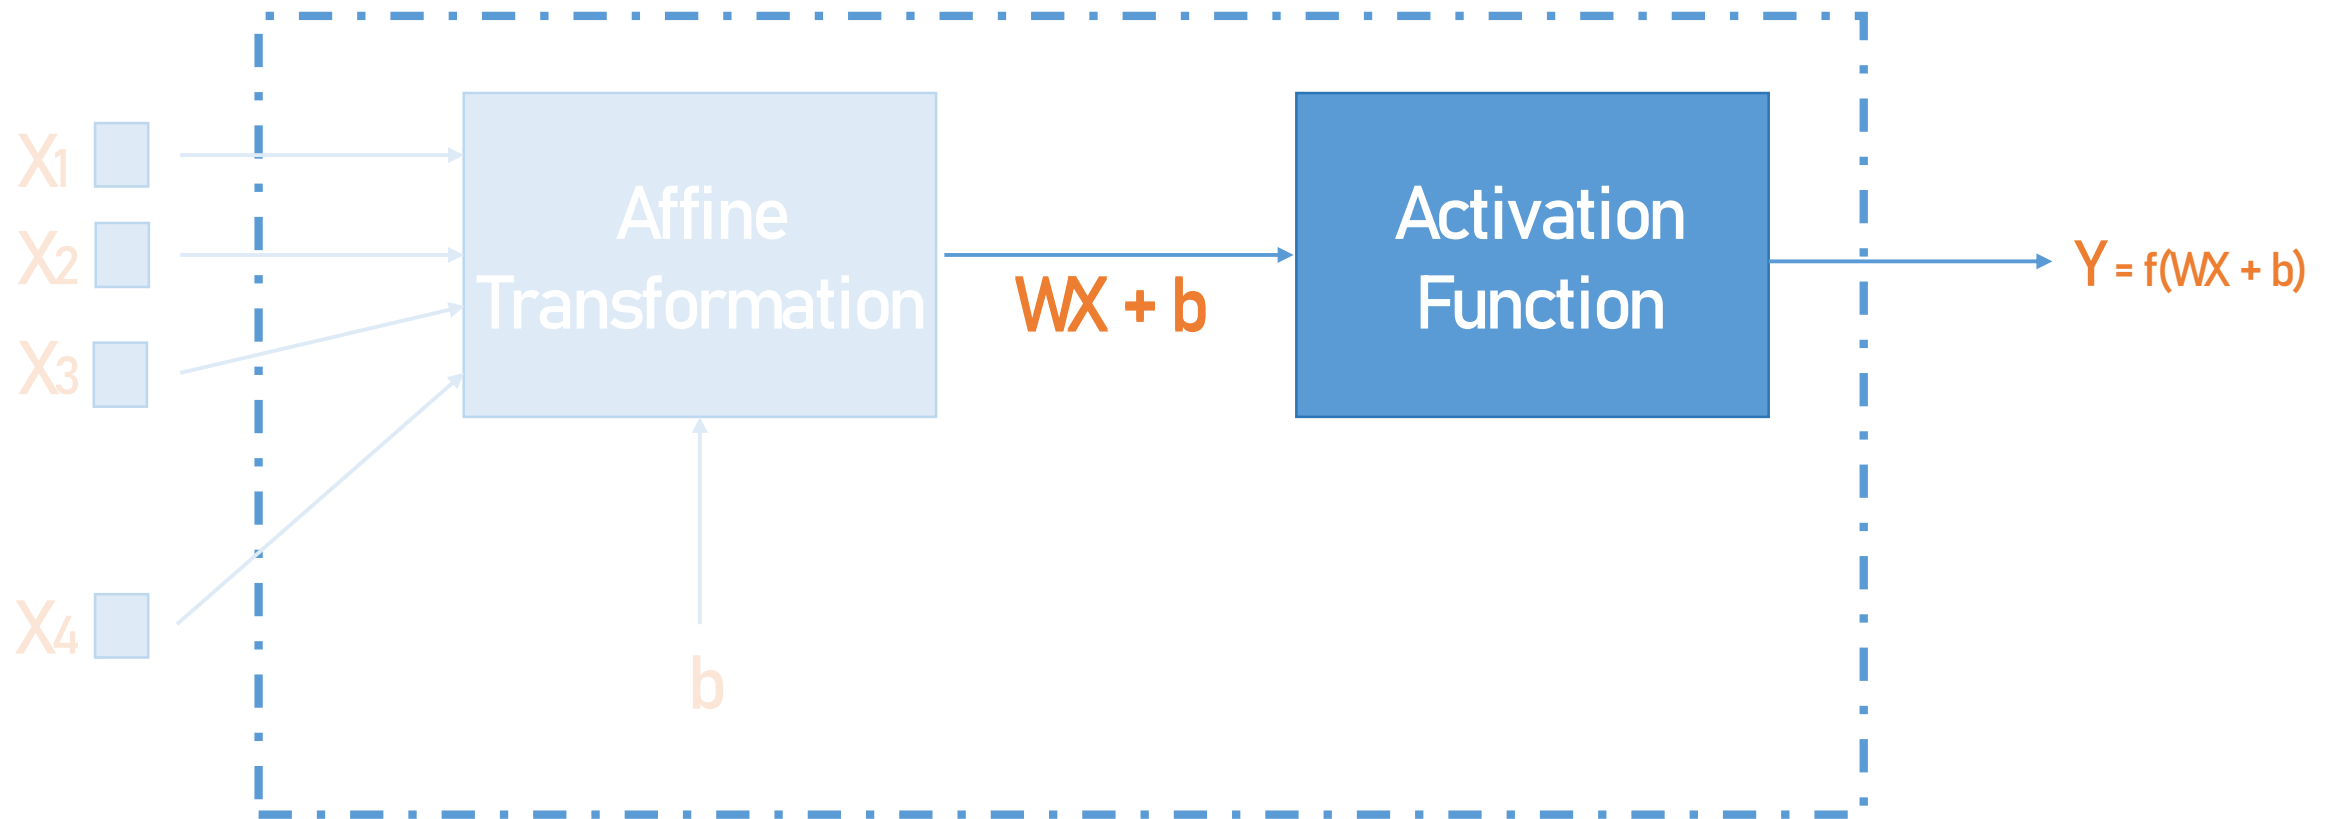 X1
X2
X3
X4
Affine
Transformation
b
WX + b
Activation
Function
Y = f(WX + b)